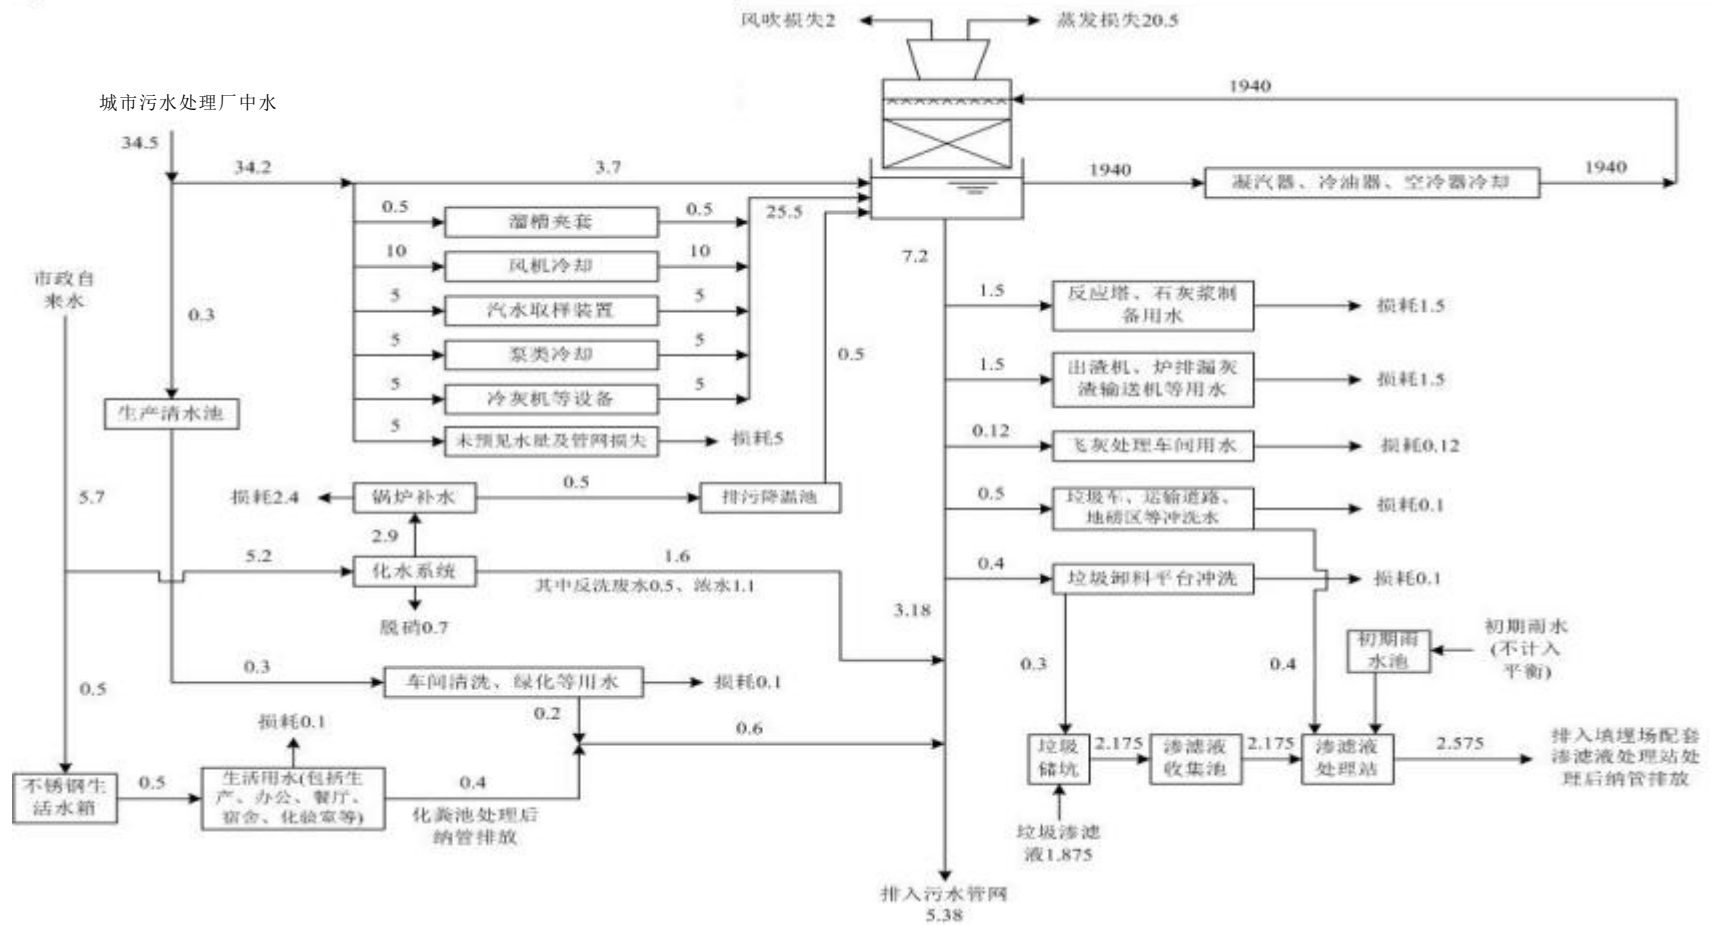 风吹损失2
蒸发损失20.5
城市污水处理厂中水
1940
34.5
34.2
3.7
1940
凝汽器、冷油器、空冷器冷却
1940
0.5
溜槽夹套
0.5
25.5
10
风机冷却
10
7.2
市政自
来水
5
汽水取样装置
5
1.5
反应塔、石灰浆制
备用水
损耗1.5
0.3
5
泵类冷却
5
0.5
1.5
出渣机、炉排漏灰
渣输送机等用水
损耗1.5
5
冷灰机等设备
5
生产清水池
5
未预见水量及管网损失
损耗5
0.12
飞灰处理车间用水
损耗0.12
5.7
损耗2.4
锅炉补水
0.5
排污降温池
0.5
垃圾车、运输道路、
地磅区等冲洗水
损耗0.1
2.9
5.2
化水系统
1.6
其中反洗废水0.5、浓水1.1
0.4
垃圾卸料平台冲洗
损耗0.1
脱硝0.7
3.18
初期雨
水池
初期雨水
(不计入
平衡)
0.3
0.4
0.3
车间清洗、绿化等用水
损耗0.1
0.5
0.2
0.6
损耗0.1
不锈钢生
活水箱
0.5
生活用水(包括生
产、办公、餐厅、
宿舍、化验室等)
0.4
化粪池处理后
纳管排放
垃圾
储坑
2.175
渗滤液
收集池
2.175
渗滤液
处理站
2.575
排入填埋场配套
渗滤液处理站处
理后纳管排放
垃圾渗滤
液1.875
排入污水管网
5.38